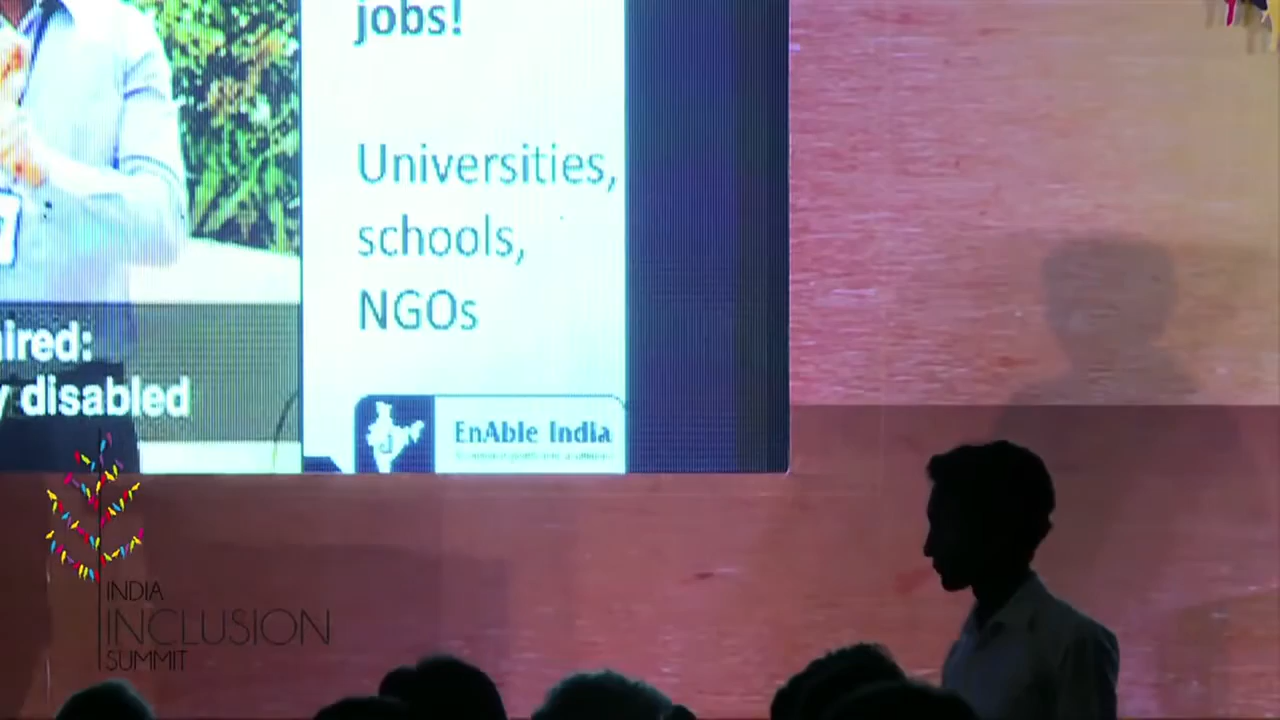 jobs!
Universities,
schools,
NGOs
ired:
y disabled
EnAble India
INDIA
INCLUSION
SUMMIT